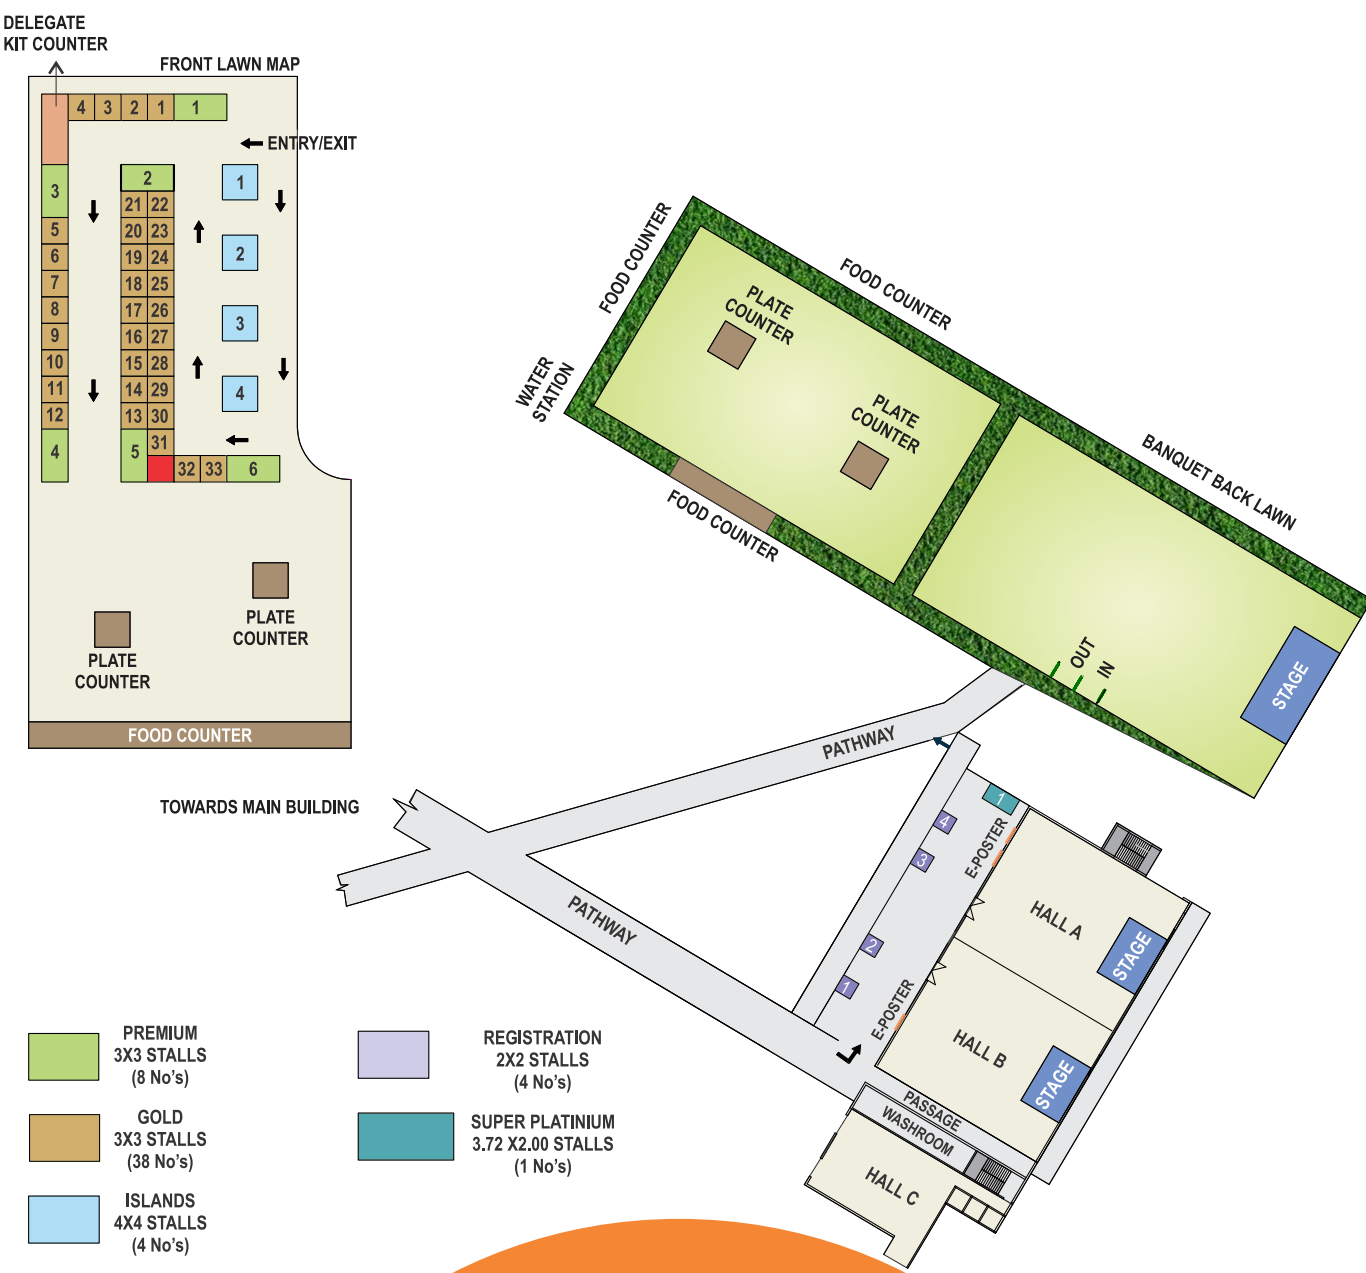 DELEGATE
KIT COUNTER
FRONT LAWN MAP
4 3 2 1 1
ENTRY/EXIT
3 2 1
21 22
5 20 23
6 19 24 2
7 18 25
8 17 26 3
9 16 27
10 15 28
11 14 29 4
12 13 30
4 5 31
32 33 6
PLATE
COUNTER
PLATE
COUNTER
FOOD COUNTER
FOOD COUNTER
FOOD COUNTER
PLATE
COUNTER
WATER
STATION
PLATE
COUNTER
FOOD COUNTER
BANQUET BACK LAWN
OUT
IN
STAGE
PATHWAY
TOWARDS MAIN BUILDING
PATHWAY
1
4
3
2
1
E-POSTER
E-POSTER
HALL A
STAGE
HALL B
STAGE
PASSAGE
WASHROOM
HALL C
PREMIUM
3X3 STALLS
(8 No's)
GOLD
3X3 STALLS
(38 No's)
ISLANDS
4X4 STALLS
(4 No's)
REGISTRATION
2X2 STALLS
(4 No's)
SUPER PLATINIUM
3.72 X2.00 STALLS
(1 No's)